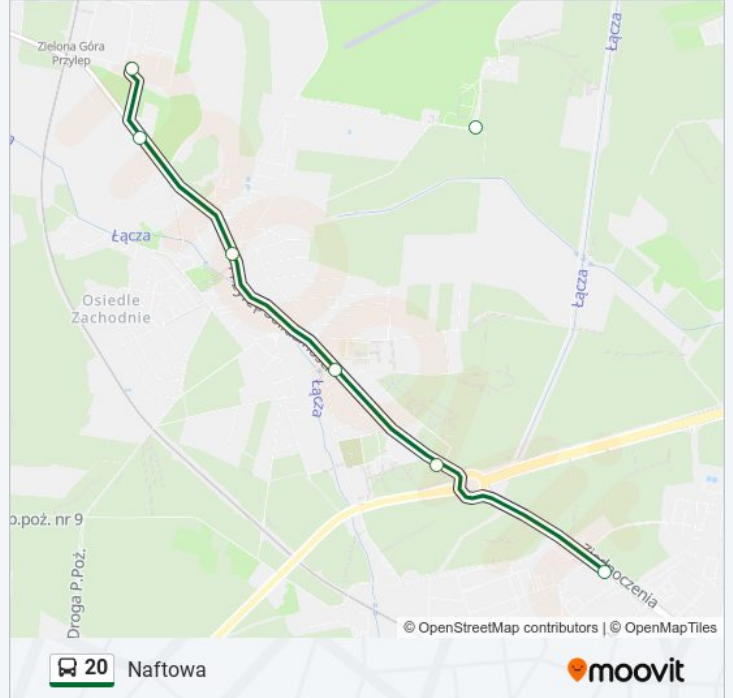 Zielona Góra
Przylep
Łącza
Łącza
Osiedle
Zachodnie
Łącza
Łącza
p.poż. nr 9
Droga P.Poż.
© OpenStreetMap contributors | © OpenMapTiles
20 Naftowa
moovit